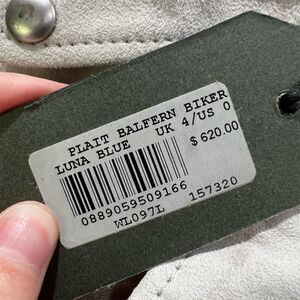 PLAIT BALFERN BIKER
LUNA BLUE UK 4/US 0
$ 620.00
0889059509166
WL097L 157320